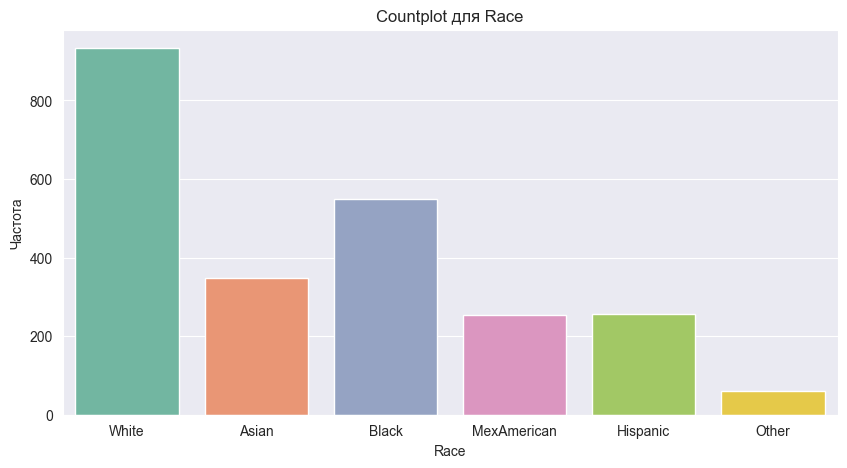 Countplot для Race
Частота
800
600
400
200
0
White Asian Black MexAmerican Hispanic Other
Race